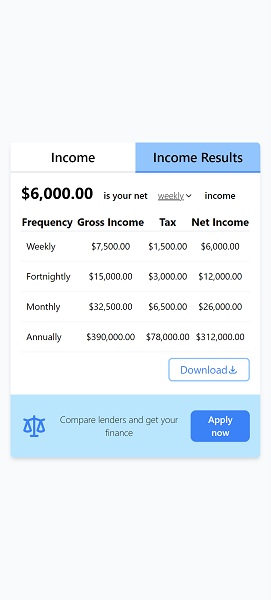 Income Income Results
$6,000.00 is your net weekly income
Frequency Gross Income Tax Net Income
Weekly $7,500.00 $1,500.00 $6,000.00
Fortnightly $15,000.00 $3,000.00 $12,000.00
Monthly $32,500.00 $6,500.00 $26,000.00
Annually $390,000.00 $78,000.00 $312,000.00
Download
Compare lenders and get your
finance
Apply
now